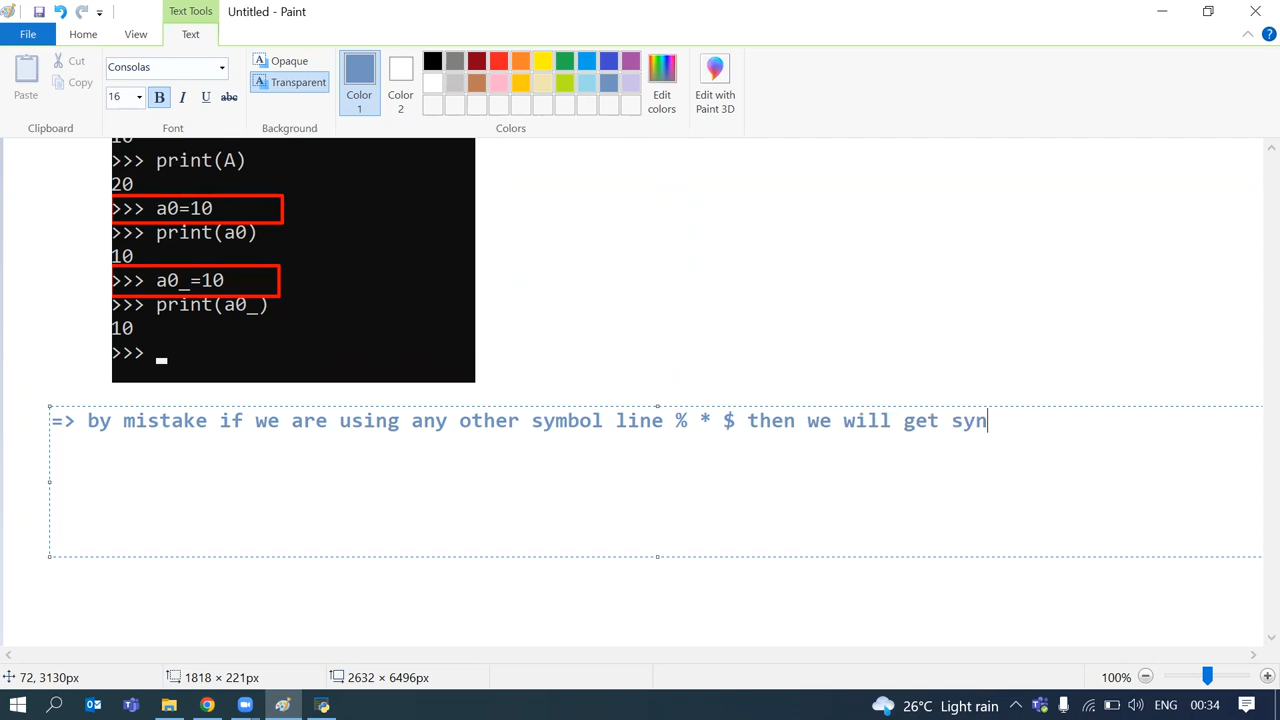 Untitled - Paint
Text Tools
File
Home
View
Text
Paste
Cut
Copy
Clipboard
Consolas
16
B
I
U
abc
Font
A Opaque
A Transparent
Background
Color 1
Color 2
Edit colors
Colors
Edit with Paint 3D
>>> print(A)
20
>>> a0=10
>>> print(a0)
10
>>> a0_=10
>>> print(a0_)
10
>>>
=> by mistake if we are using any other symbol line % * $ then we will get syn
72, 3130px
1818 × 221px
2632 × 6496px
100%
26°C Light rain
ENG
00:34